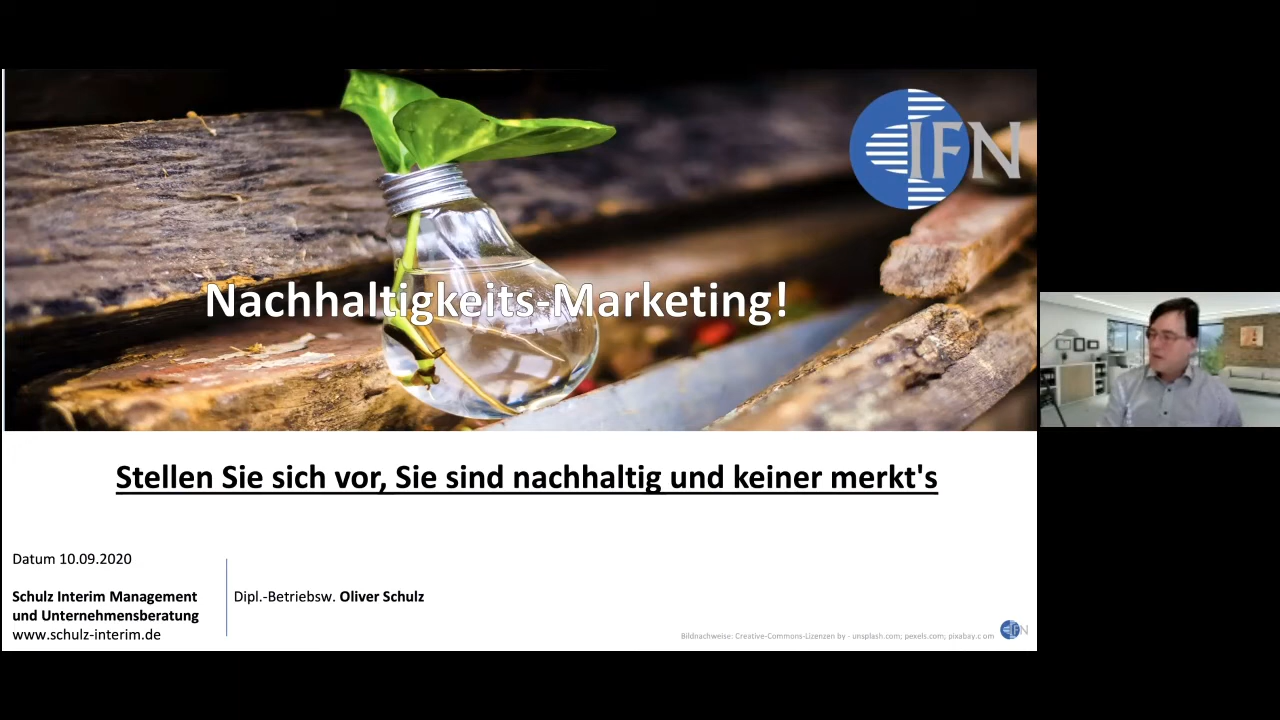 IFN
Nachhaltigkeits-Marketing!
Stellen Sie sich vor, Sie sind nachhaltig und keiner merkt's
Datum 10.09.2020
Schulz Interim Management
und Unternehmensberatung
www.schulz-interim.de
Dipl.-Betriebsw. Oliver Schulz
Bildnachweise: Creative-Commons-Lizenzen by - unsplash.com; pexels.com; pixabay.c om
IFN